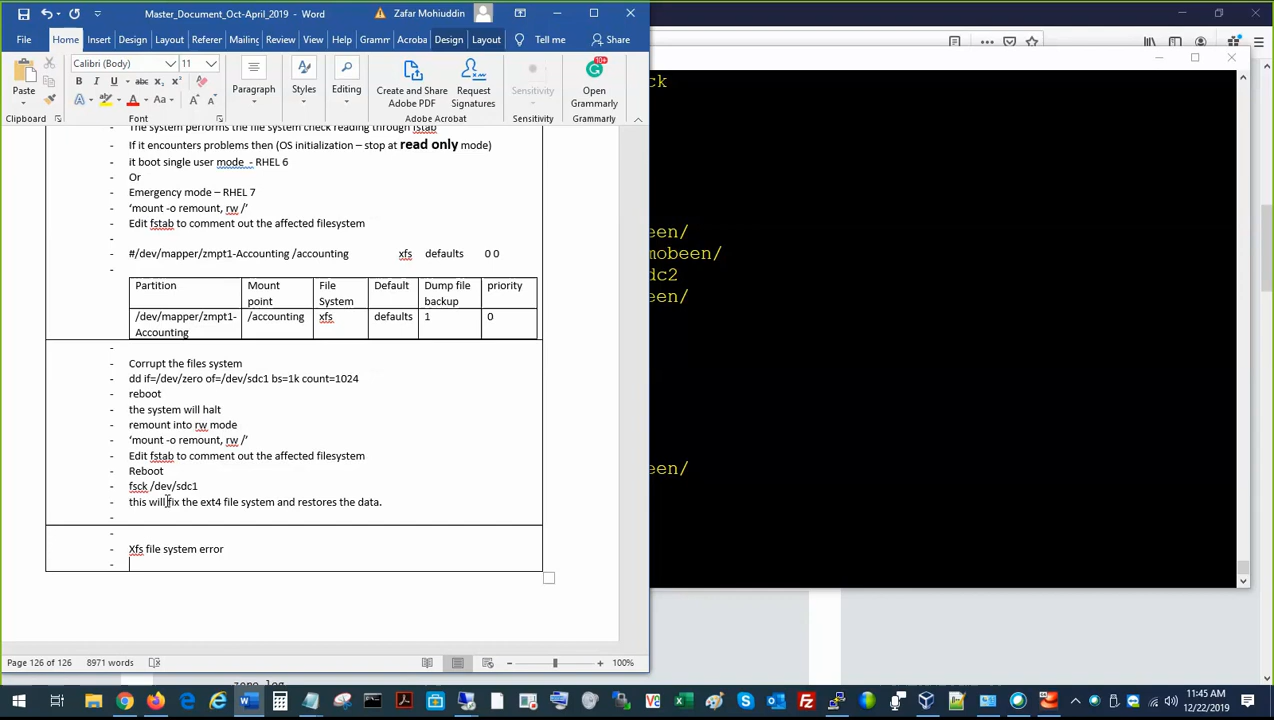 Master_Document_Oct-April_2019 - Word
Zafar Mohiuddin
File Home Insert Design Layout Referer Mailing Review View Help Gramm Acroba Design Layout Tell me Share
Calibri (Body) 11
Paste
Paragraph
Styles
Editing
Create and Share Adobe PDF
Request Signatures
Sensitivity
Open Grammarly
Clipboard Font Adobe Acrobat Sensitivity Grammarly
- The system performs the file system check reading through fstab
- If it encounters problems then (OS initialization – stop at read only mode)
- it boot single user mode - RHEL 6
- Or
- Emergency mode – RHEL 7
- ‘mount -o remount, rw /’
- Edit fstab to comment out the affected filesystem
-
#/dev/mapper/zmpt1-Accounting /accounting xfs defaults 0 0
-
Partition Mount point File System Default Dump file backup priority
/dev/mapper/zmpt1-Accounting /accounting xfs defaults 1 0
-
- Corrupt the files system
- dd if=/dev/zero of=/dev/sdc1 bs=1k count=1024
- reboot
- the system will halt
- remount into rw mode
- ‘mount -o remount, rw /’
- Edit fstab to comment out the affected filesystem
- Reboot
- fsck /dev/sdc1
- this will fix the ext4 file system and restores the data.
-
-
- Xfs file system error
-
Page 126 of 126 8971 words
100%
ck
een/
mobeen/
dc2
een/
een/
zone log
11:45 AM
12/22/2019